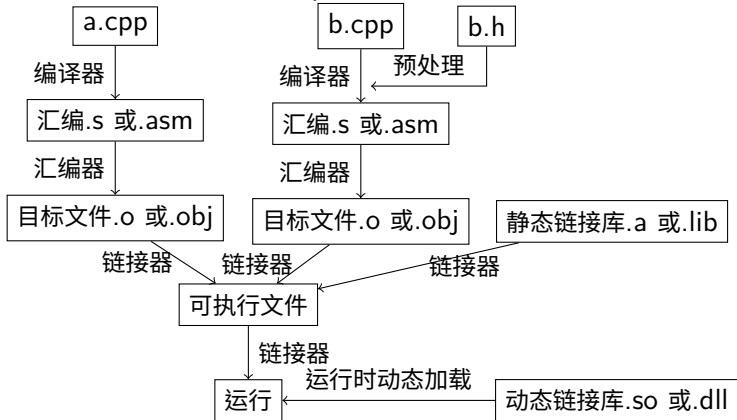 a.cpp
b.cpp
b.h
编译器
编译器
预处理
汇编.s 或.asm
汇编.s 或.asm
汇编器
汇编器
目标文件.o 或.obj
目标文件.o 或.obj
静态链接库.a 或.lib
链接器
链接器
链接器
可执行文件
链接器
运行时动态加载
运行
动态链接库.so 或.dll